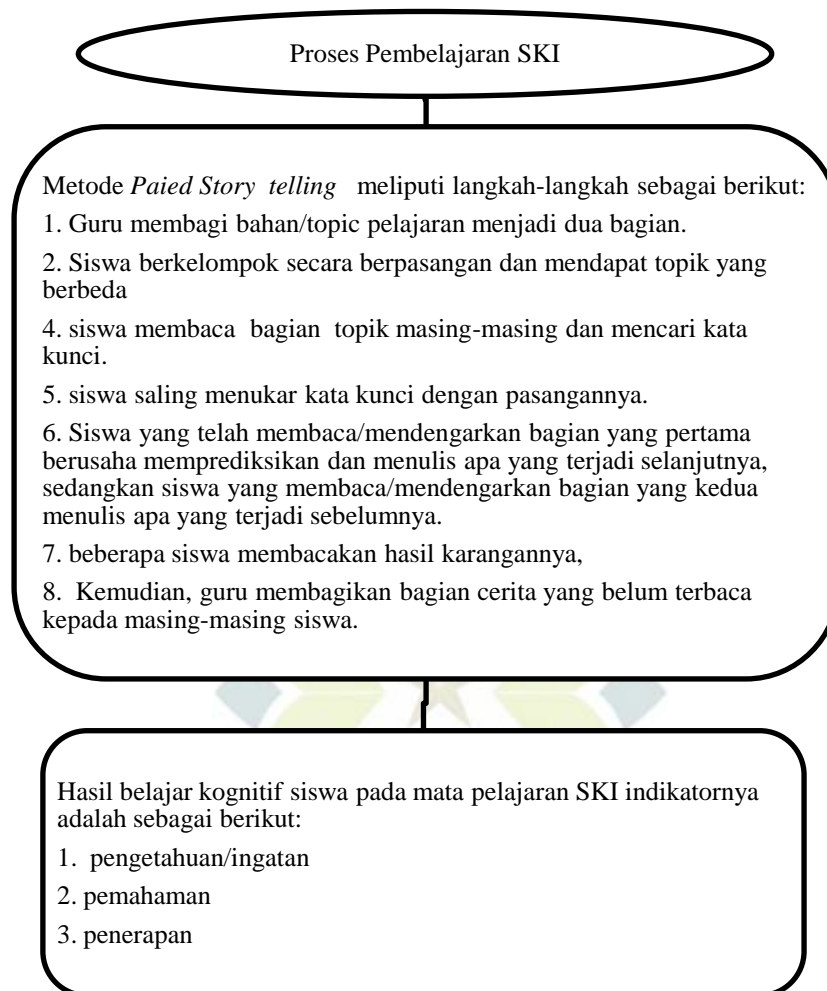 Proses Pembelajaran SKI
Metode Paied Story telling meliputi langkah-langkah sebagai berikut:
1. Guru membagi bahan/topic pelajaran menjadi dua bagian.
2. Siswa berkelompok secara berpasangan dan mendapat topik yang
berbeda
4. siswa membaca bagian topik masing-masing dan mencari kata
kunci.
5. siswa saling menukar kata kunci dengan pasangannya.
6. Siswa yang telah membaca/mendengarkan bagian yang pertama
berusaha memprediksikan dan menulis apa yang terjadi selanjutnya,
sedangkan siswa yang membaca/mendengarkan bagian yang kedua
menulis apa yang terjadi sebelumnya.
7. beberapa siswa membacakan hasil karangannya,
8. Kemudian, guru membagikan bagian cerita yang belum terbaca
kepada masing-masing siswa.
Hasil belajar kognitif siswa pada mata pelajaran SKI indikatornya
adalah sebagai berikut:
1. pengetahuan/ingatan
2. pemahaman
3. penerapan